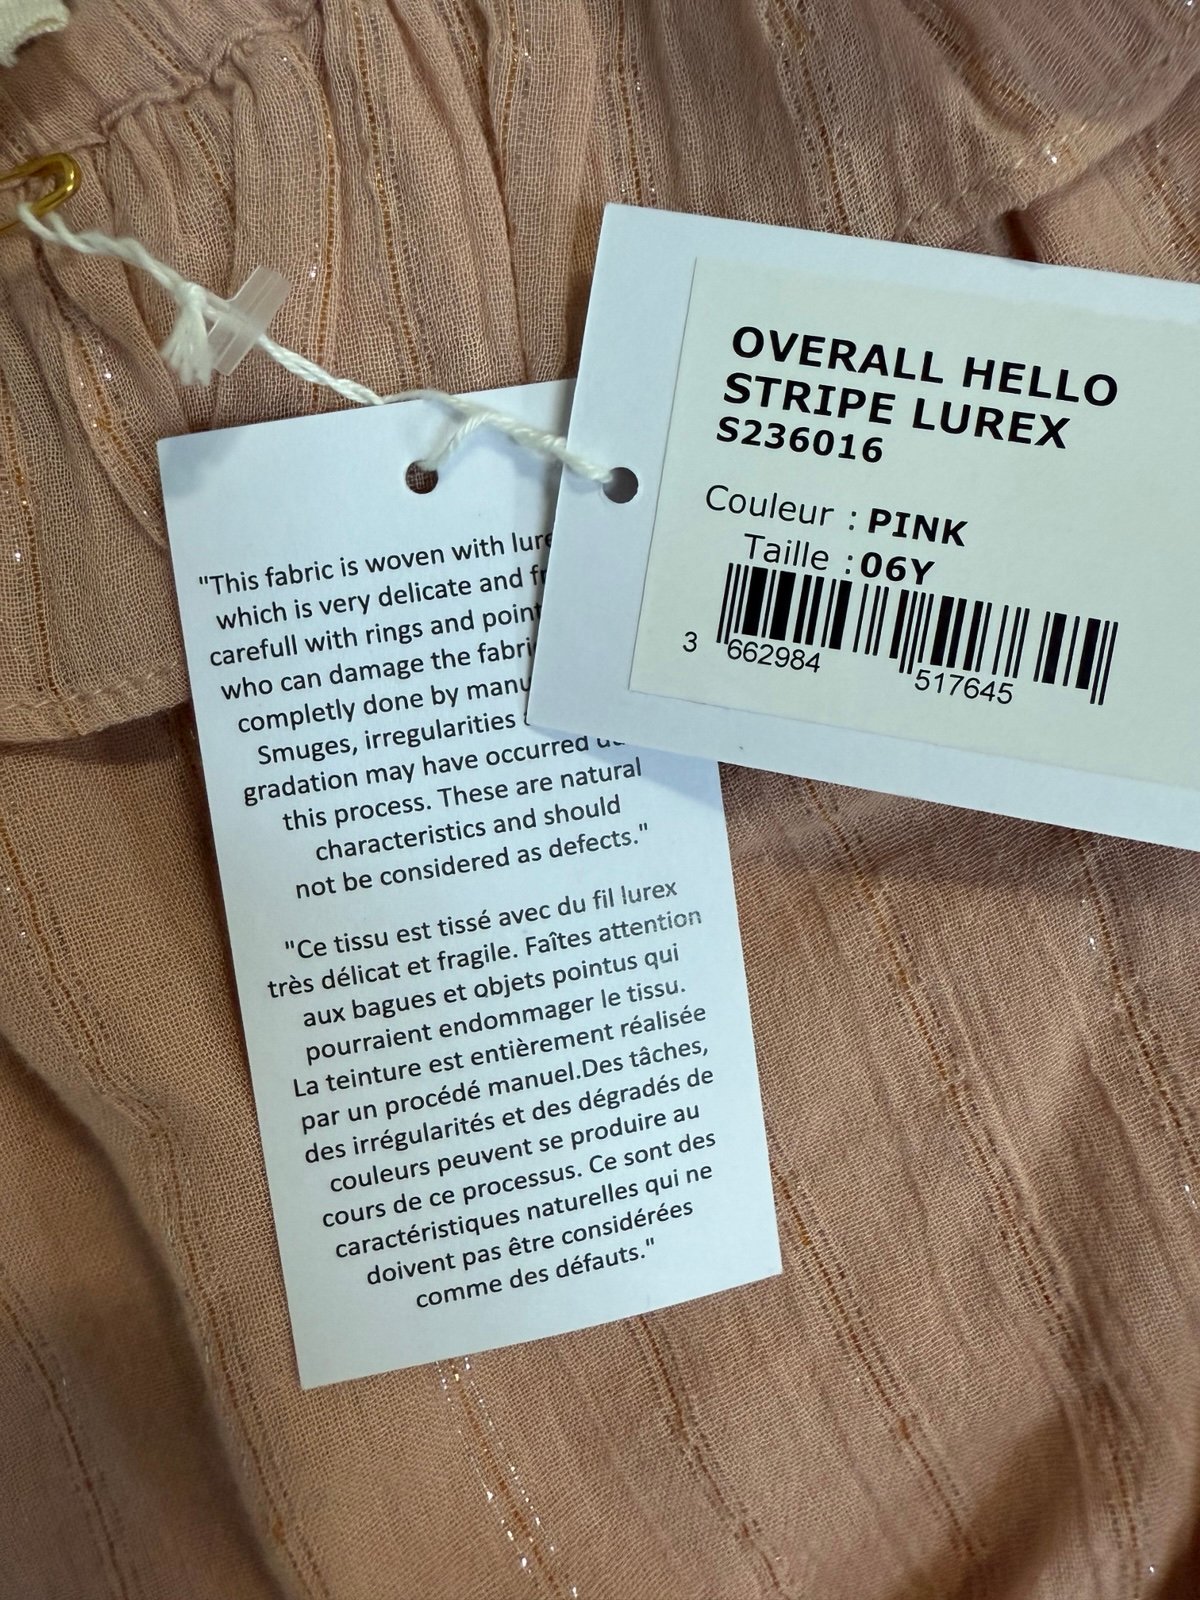 OVERALL HELLO
STRIPE LUREX
S236016
Couleur : PINK
Taille : 06Y
3 662984 517645
"This fabric is woven with
which is very delicate and
carefull with rings and
who can damage the
completly done by
Smuges, irregularities
gradation may have occurred
this process. These are natural
characteristics and should
not be considered as defects."
"Ce tissu est tissé avec du fil lurex
très délicat et fragile. Faîtes attention
aux bagues et objets pointus qui
pourraient endommager le tissu.
La teinture est entièrement réalisée
par un procédé manuel.Des tâches,
des irrégularités et des dégradés de
couleurs peuvent se produire au
cours de ce processus. Ce sont des
caractéristiques naturelles qui ne
doivent pas être considérées
comme des défauts."